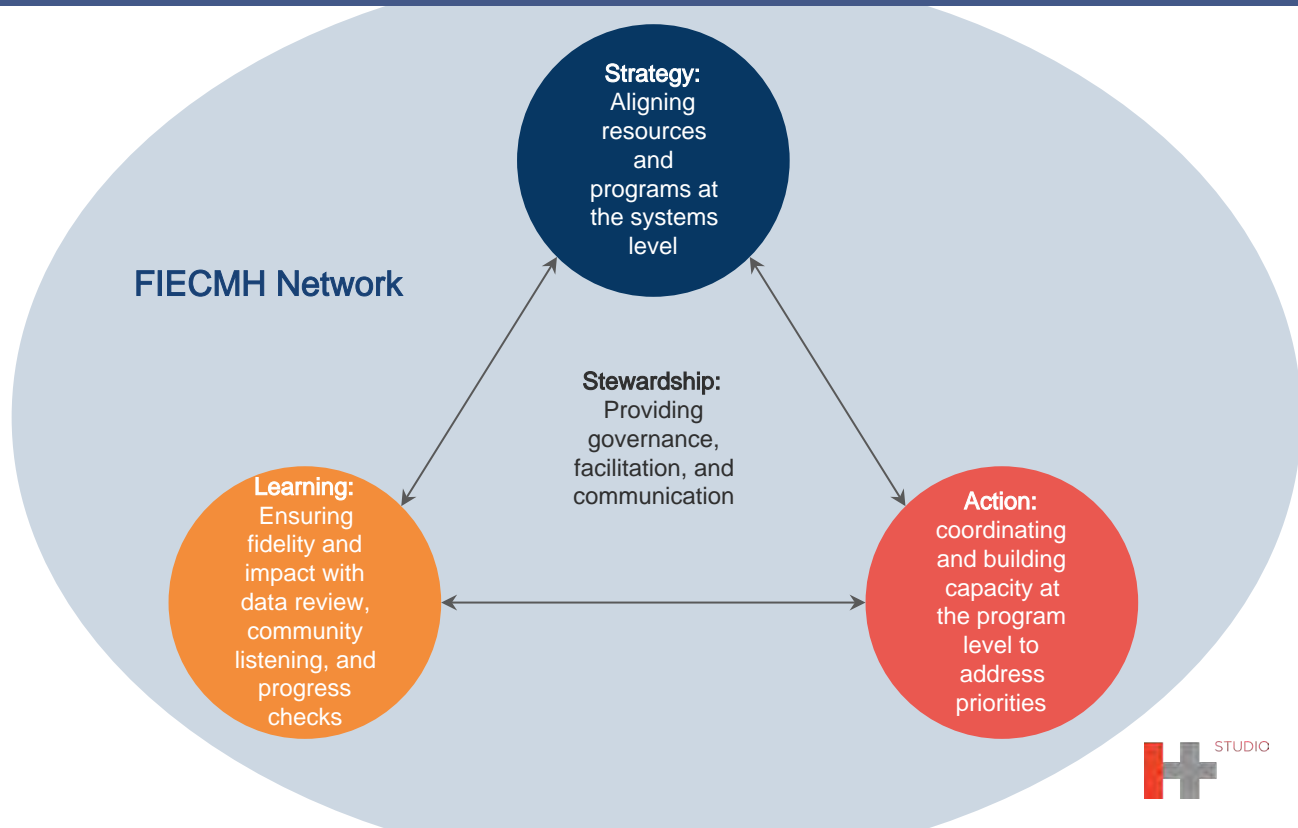 Strategy:
Aligning
resources
and
programs at
the systems
level
FIECMH Network
Stewardship:
Providing
governance,
facilitation, and
communication
Learning:
Ensuring
fidelity and
impact with
data review,
community
listening, and
progress
checks
Action:
coordinating
and building
capacity at
the program
level to
address
priorities
H+
STUDIO